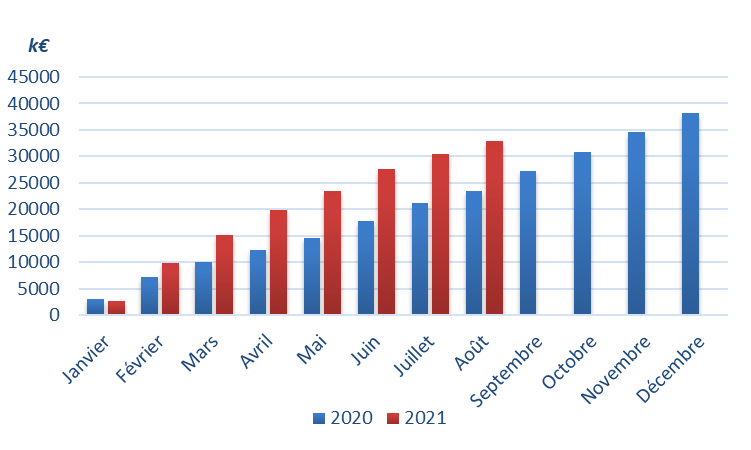 k€
45000
40000
35000
30000
25000
20000
15000
10000
5000
0
Janvier
Février
Mars
Avril
Mai
Juin
Juillet
Août
Septembre
Octobre
Novembre
Décembre
2020 2021